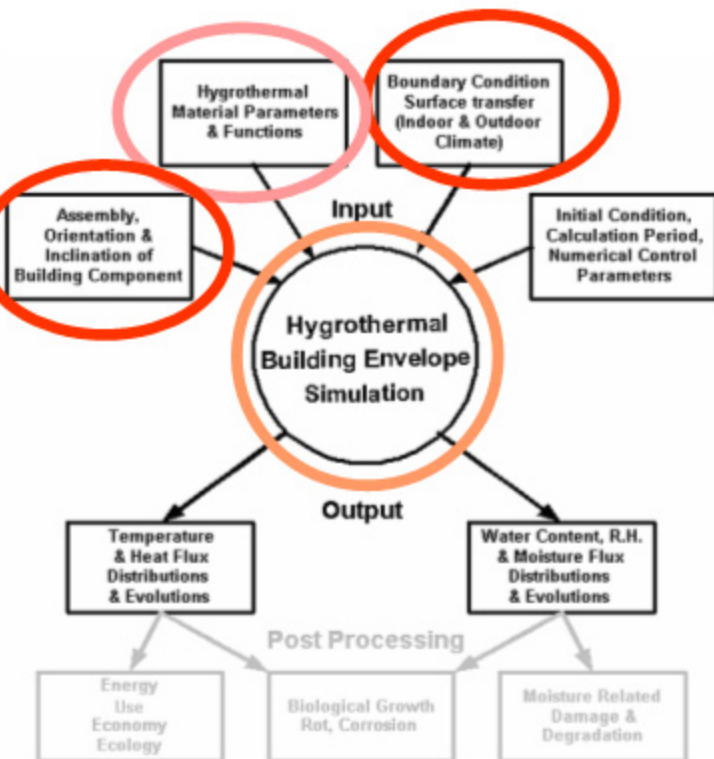 Hygrothermal
Material Parameters
& Functions
Boundary Condition
Surface transfer
(Indoor & Outdoor
Climate)
Assembly,
Orientation &
Inclination of
Building Component
Input
Initial Condition,
Calculation Period,
Numerical Control
Parameters
Hygrothermal
Building Envelope
Simulation
Output
Temperature
& Heat Flux
Distributions
& Evolutions
Water Content, R.H.
& Moisture Flux
Distributions
& Evolutions
Post Processing
Energy
Use
Economy
Ecology
Biological Growth
Rot, Corrosion
Moisture Related
Damage &
Degradation